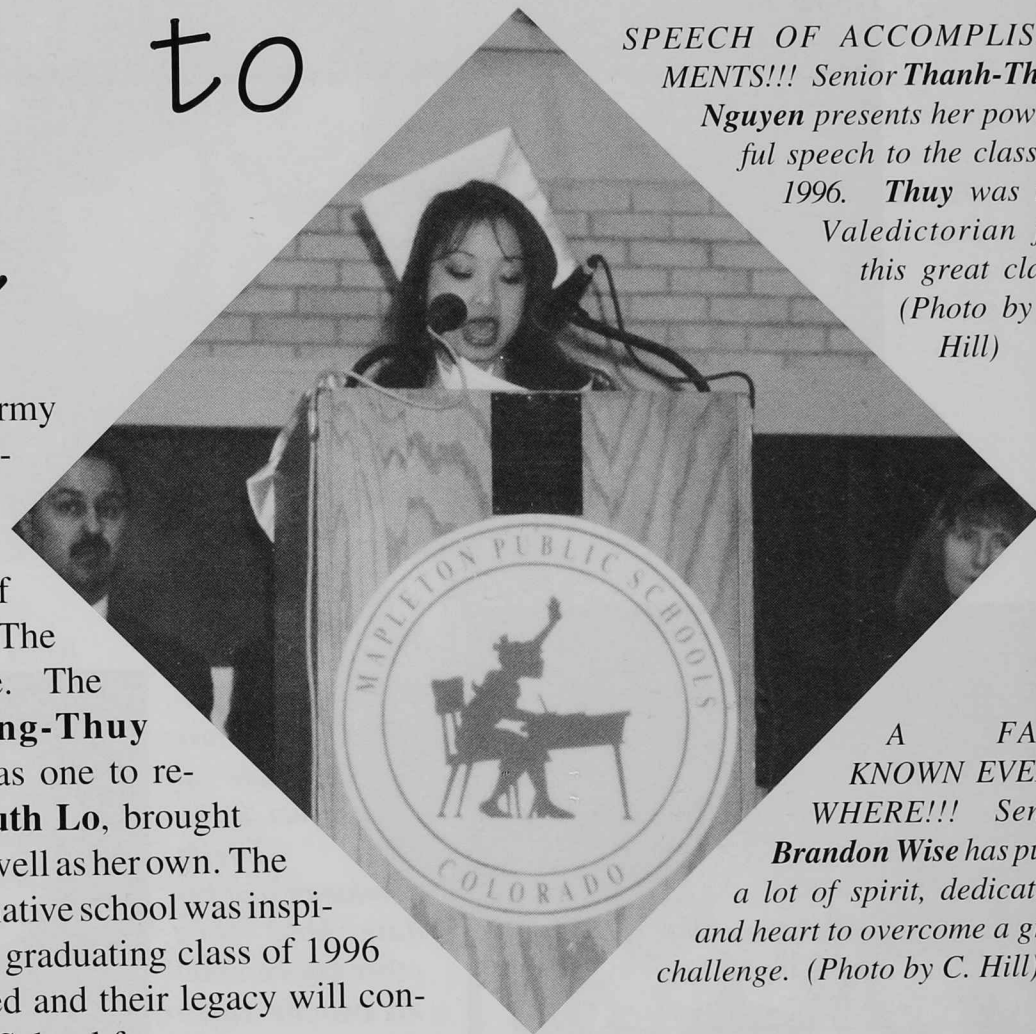 to
SPEECH OF ACCOMPLIS
MENTS!!! Senior Thanh-Th
Nguyen presents her pow
ful speech to the class
1996. Thuy was
Valedictorian
this great cla
(Photo by
Hill)
rmy
-
f
The
e. The
ng-Thuy
as one to re-
uth Lo, brought
well as her own. The
native school was inspi-
graduating class of 1996
ed and their legacy will con-
MAPLETON PUBLIC SCHOOLS
COLORADO
A FA
KNOWN EVE
WHERE!!! Sen
Brandon Wise has pu
a lot of spirit, dedicat
and heart to overcome a g
challenge. (Photo by C. Hill)